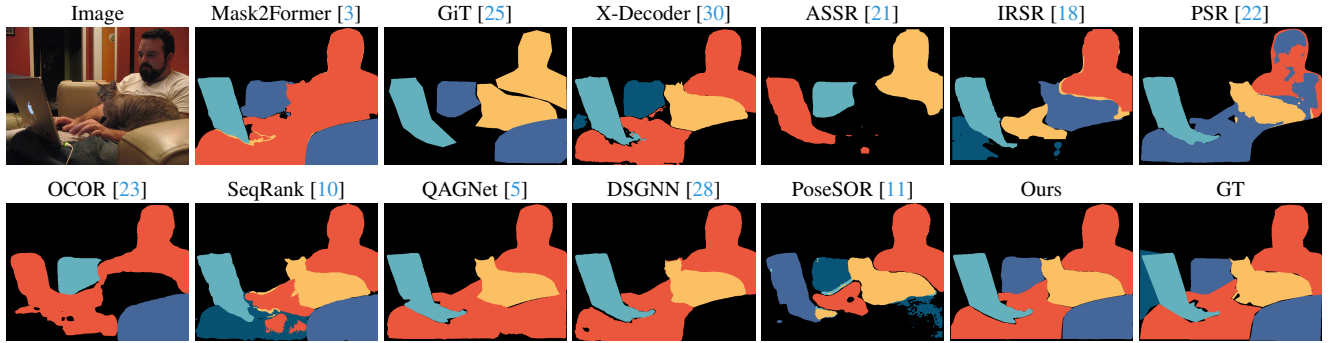 Image Mask2Former [3] GiT [25] X-Decoder [30] ASSR [21] IRSR [18] PSR [22]
OCOR [23] SeqRank [10] QAGNet [5] DSGNN [28] PoseSOR [11] Ours GT